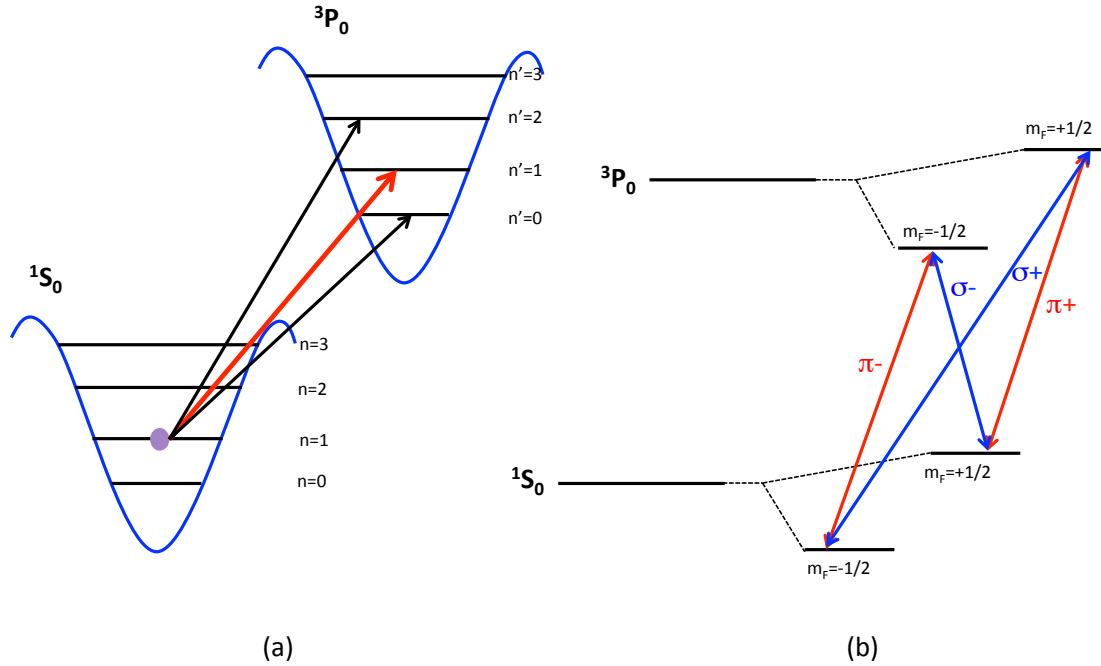 ³P₀
n'=3
n'=2
n'=1
n'=0
¹S₀
n=3
n=2
n=1
n=0
(a)
m_F=+1/2
³P₀
m_F=-1/2
σ-
σ+
π+
π-
m_F=+1/2
¹S₀
m_F=-1/2
(b)